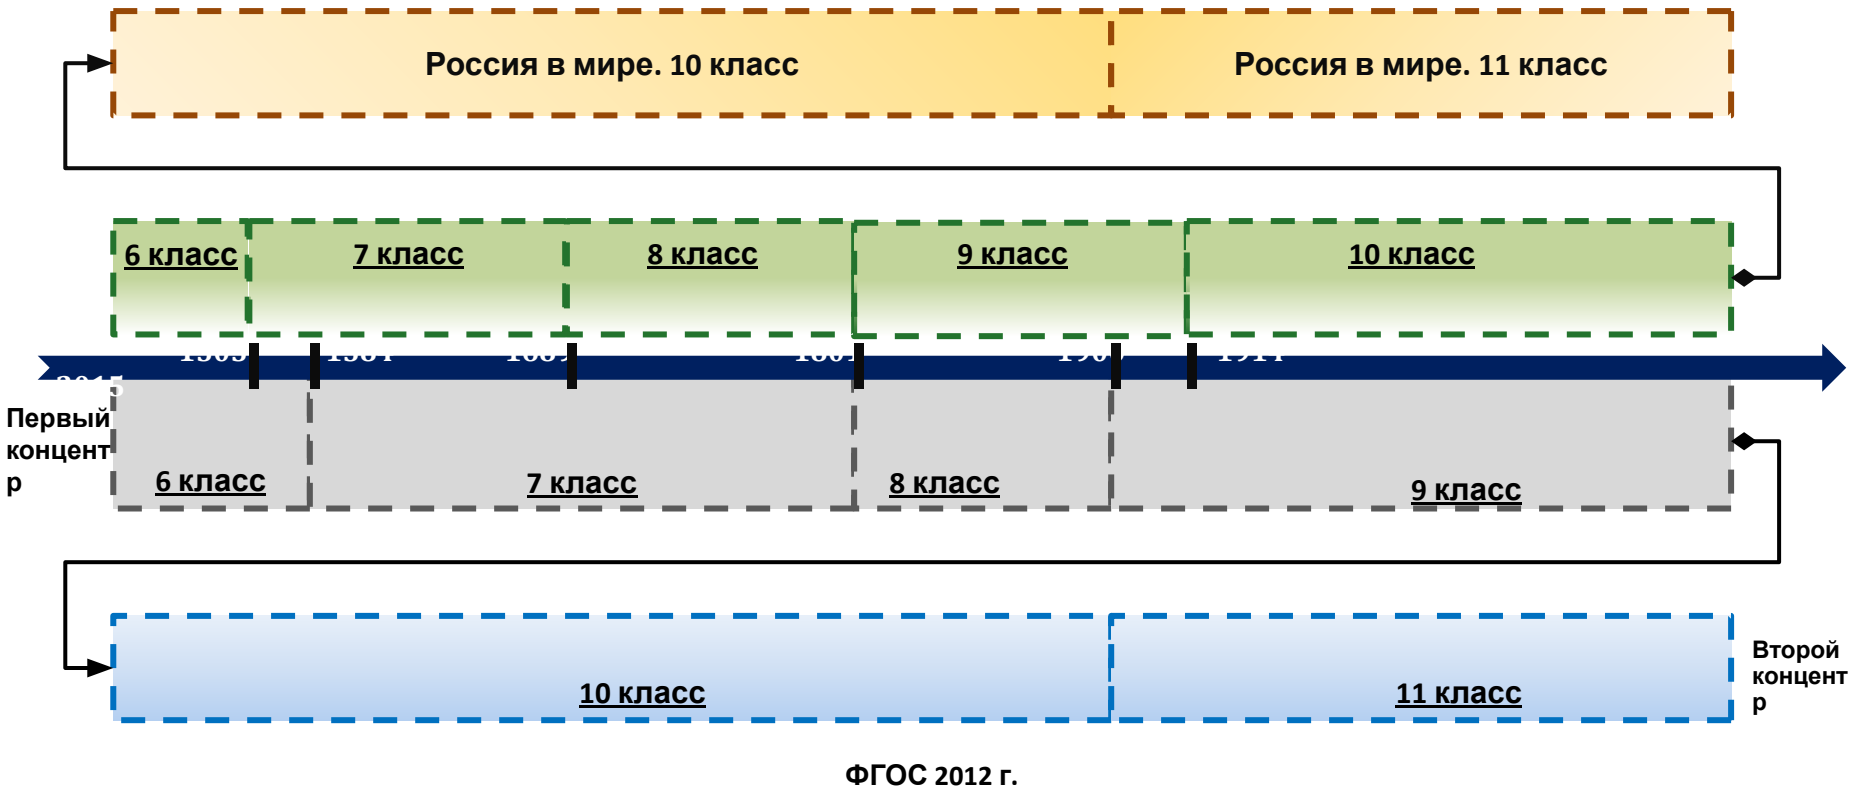 Россия в мире. 10 класс
Россия в мире. 11 класс
6 класс
7 класс
8 класс
9 класс
10 класс
2015
Первый
концент
р
6 класс
7 класс
8 класс
9 класс
10 класс
11 класс
Второй
концент
р
ФГОС 2012 г.